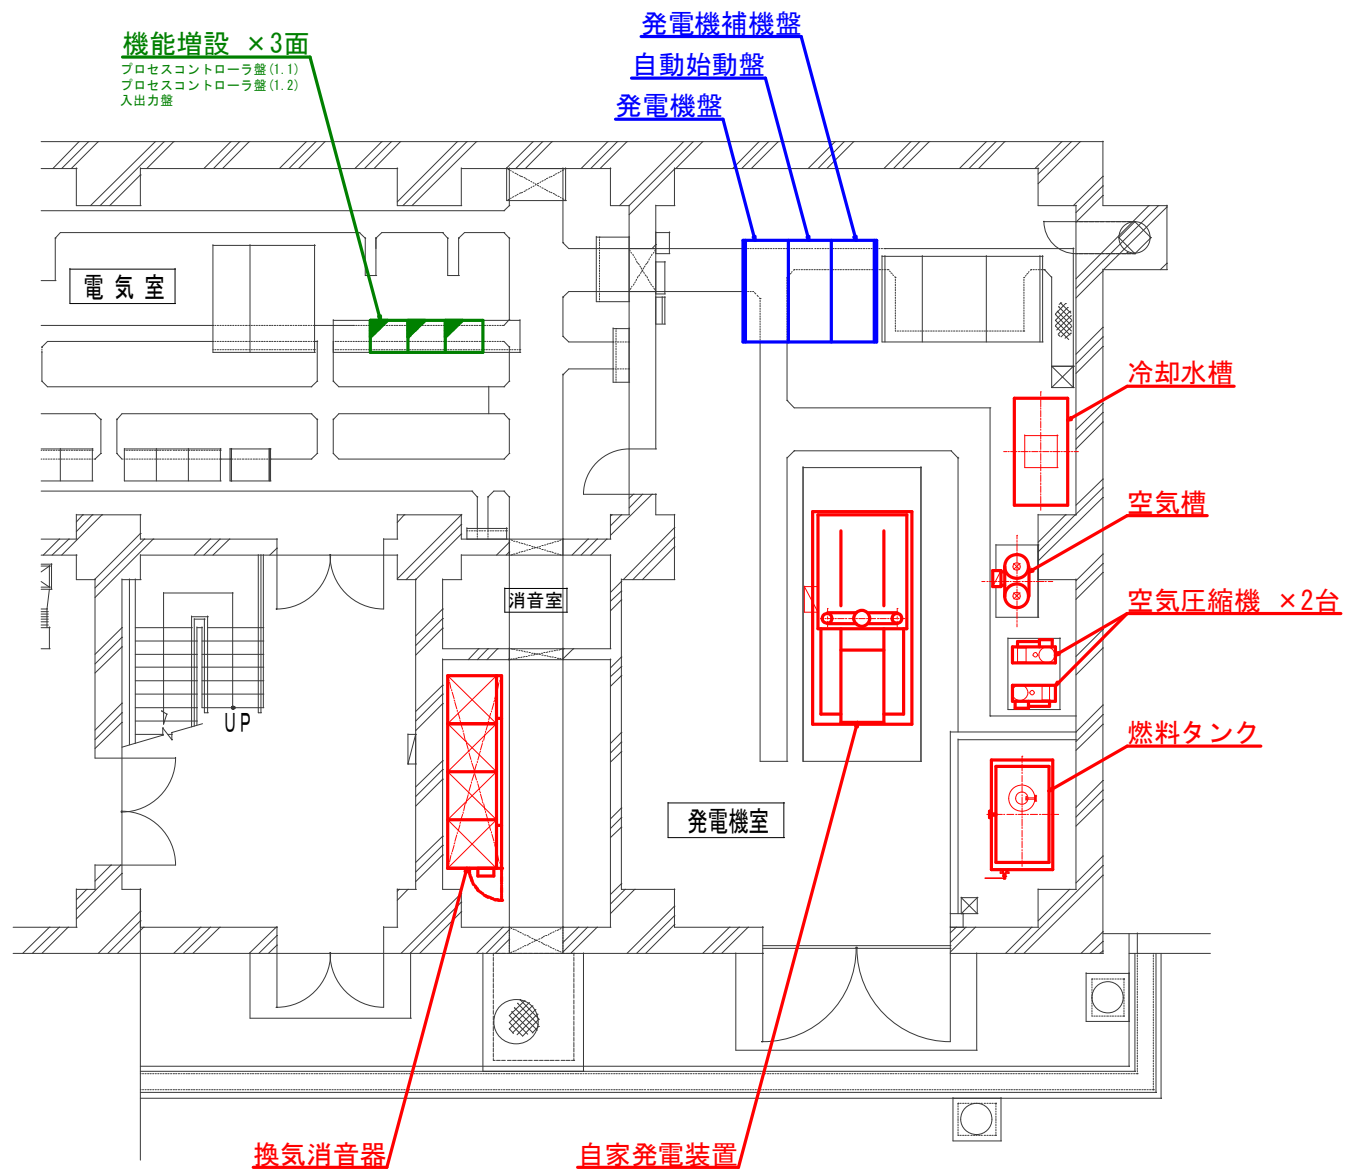 機能増設 ×3面
プロセスコントローラ盤(1.1)
プロセスコントローラ盤(1.2)
入出力盤
発電機補機盤
自動始動盤
発電機盤
電気室
冷却水槽
空気槽
消音室
空気圧縮機 ×2台
UP
燃料タンク
発電機室
換気消音器
自家発電装置